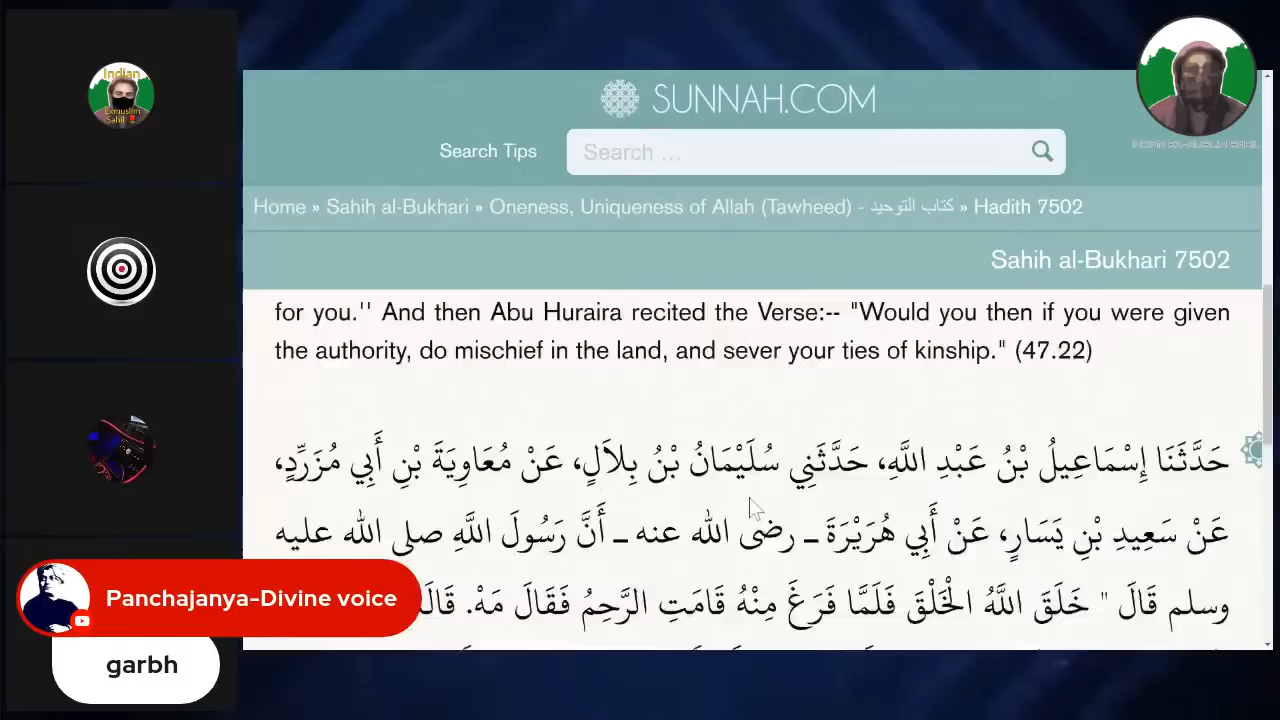 Indian
Exmuslim
Sahil
SUNNAH.COM
Search Tips
Search ...
Home » Sahih al-Bukhari » Oneness, Uniqueness of Allah (Tawheed) - كتاب التوحيد » Hadith 7502
Sahih al-Bukhari 7502
for you.'' And then Abu Huraira recited the Verse:-- "Would you then if you were given
the authority, do mischief in the land, and sever your ties of kinship." (47.22)
حَدَّثَنَا إِسْمَاعِيلُ بْنُ عَبْدِ اللَّهِ، حَدَّثَنِي سُلَيْمَانُ بْنُ بِلاَلٍ، عَنْ مُعَاوِيَةَ بْنِ أَبِي مُزَرِّدٍ،
عَنْ سَعِيدِ بْنِ يَسَارٍ، عَنْ أَبِي هُرَيْرَةَ ـ رضى الله عنه ـ أَنَّ رَسُولَ اللَّهِ صلى الله عليه
وسلم قَالَ " خَلَقَ اللَّهُ الْخَلْقَ فَلَمَّا فَرَغَ مِنْهُ قَامَتِ الرَّحِمُ فَقَالَ مَهْ‏.‏
Panchajanya-Divine voice
garbh